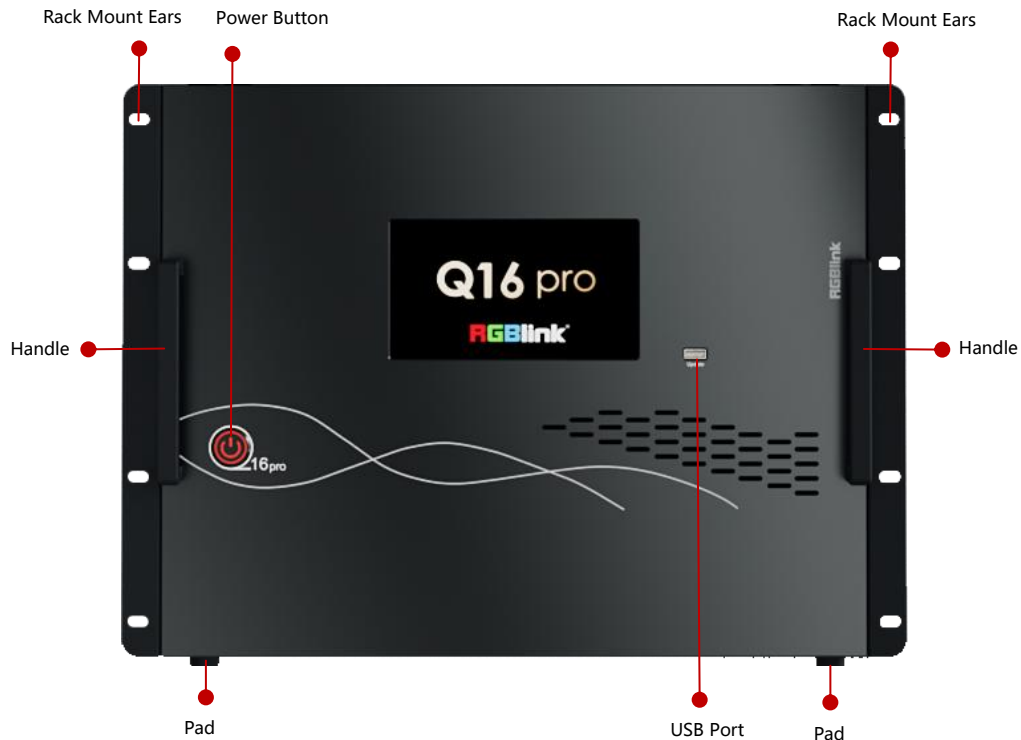 Rack Mount Ears
Power Button
Rack Mount Ears
Q16 pro
RGBlink
RGBlink
Handle
Handle
16pro
Pad
USB Port
Pad